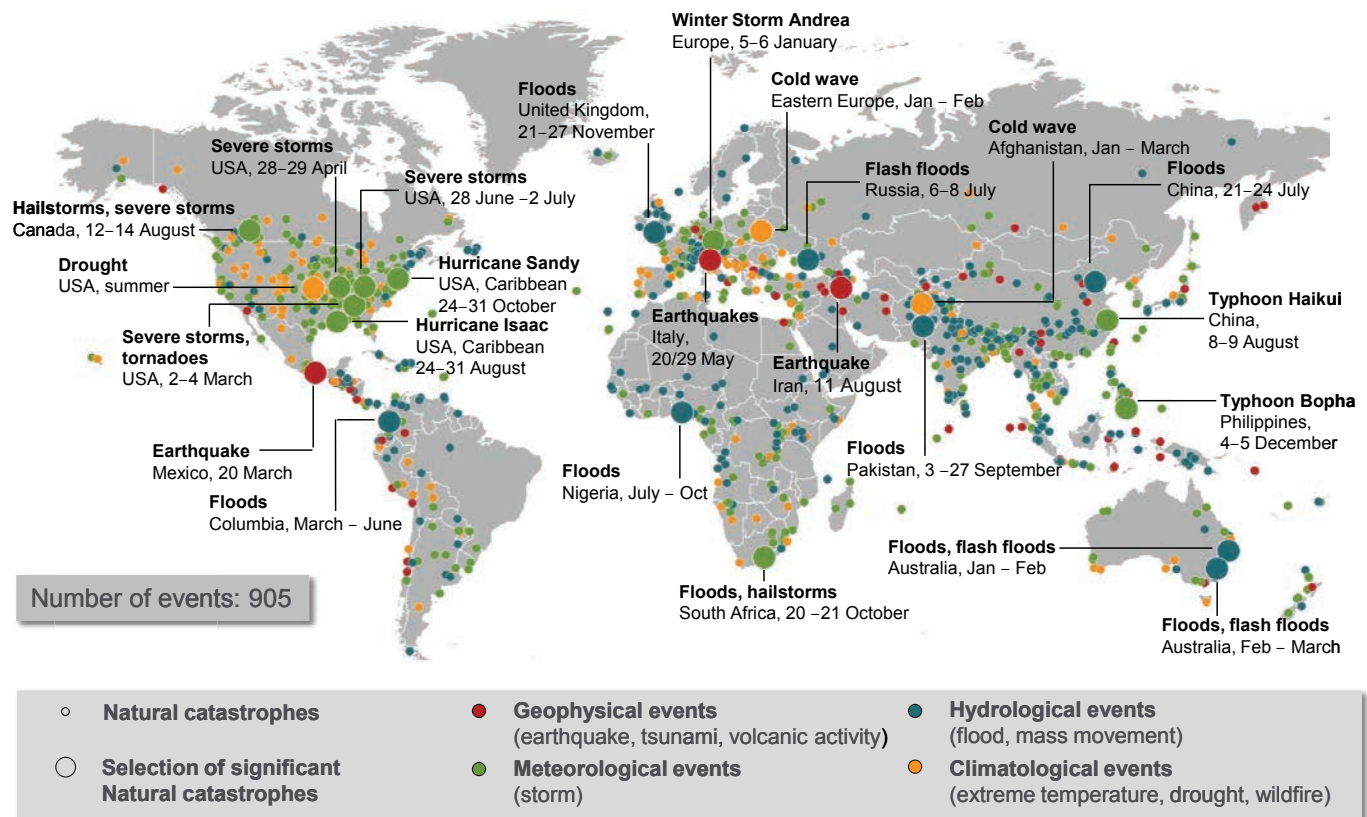 Winter Storm Andrea
Europe, 5–6 January
Cold wave
Eastern Europe, Jan – Feb
Floods
United Kingdom,
21–27 November
Cold wave
Afghanistan, Jan – March
Severe storms
USA, 28–29 April
Severe storms
USA, 28 June –2 July
Flash floods
Russia, 6–8 July
Floods
China, 21–24 July
Hailstorms, severe storms
Canada, 12–14 August
Drought
USA, summer
Hurricane Sandy
USA, Caribbean
24–31 October
Severe storms,
tornadoes
USA, 2–4 March
Hurricane Isaac
USA, Caribbean
24–31 August
Earthquakes
Italy,
20/29 May
Earthquake
Iran, 11 August
Typhoon Haikui
China,
8–9 August
Typhoon Bopha
Philippines,
4–5 December
Earthquake
Mexico, 20 March
Floods
Columbia, March – June
Floods
Nigeria, July – Oct
Floods
Pakistan, 3 –27 September
Floods, flash floods
Australia, Jan – Feb
Floods, hailstorms
South Africa, 20 –21 October
Floods, flash floods
Australia, Feb – March
Number of events: 905
Natural catastrophes
Selection of significant
Natural catastrophes
Geophysical events
(earthquake, tsunami, volcanic activity)
Meteorological events
(storm)
Hydrological events
(flood, mass movement)
Climatological events
(extreme temperature, drought, wildfire)